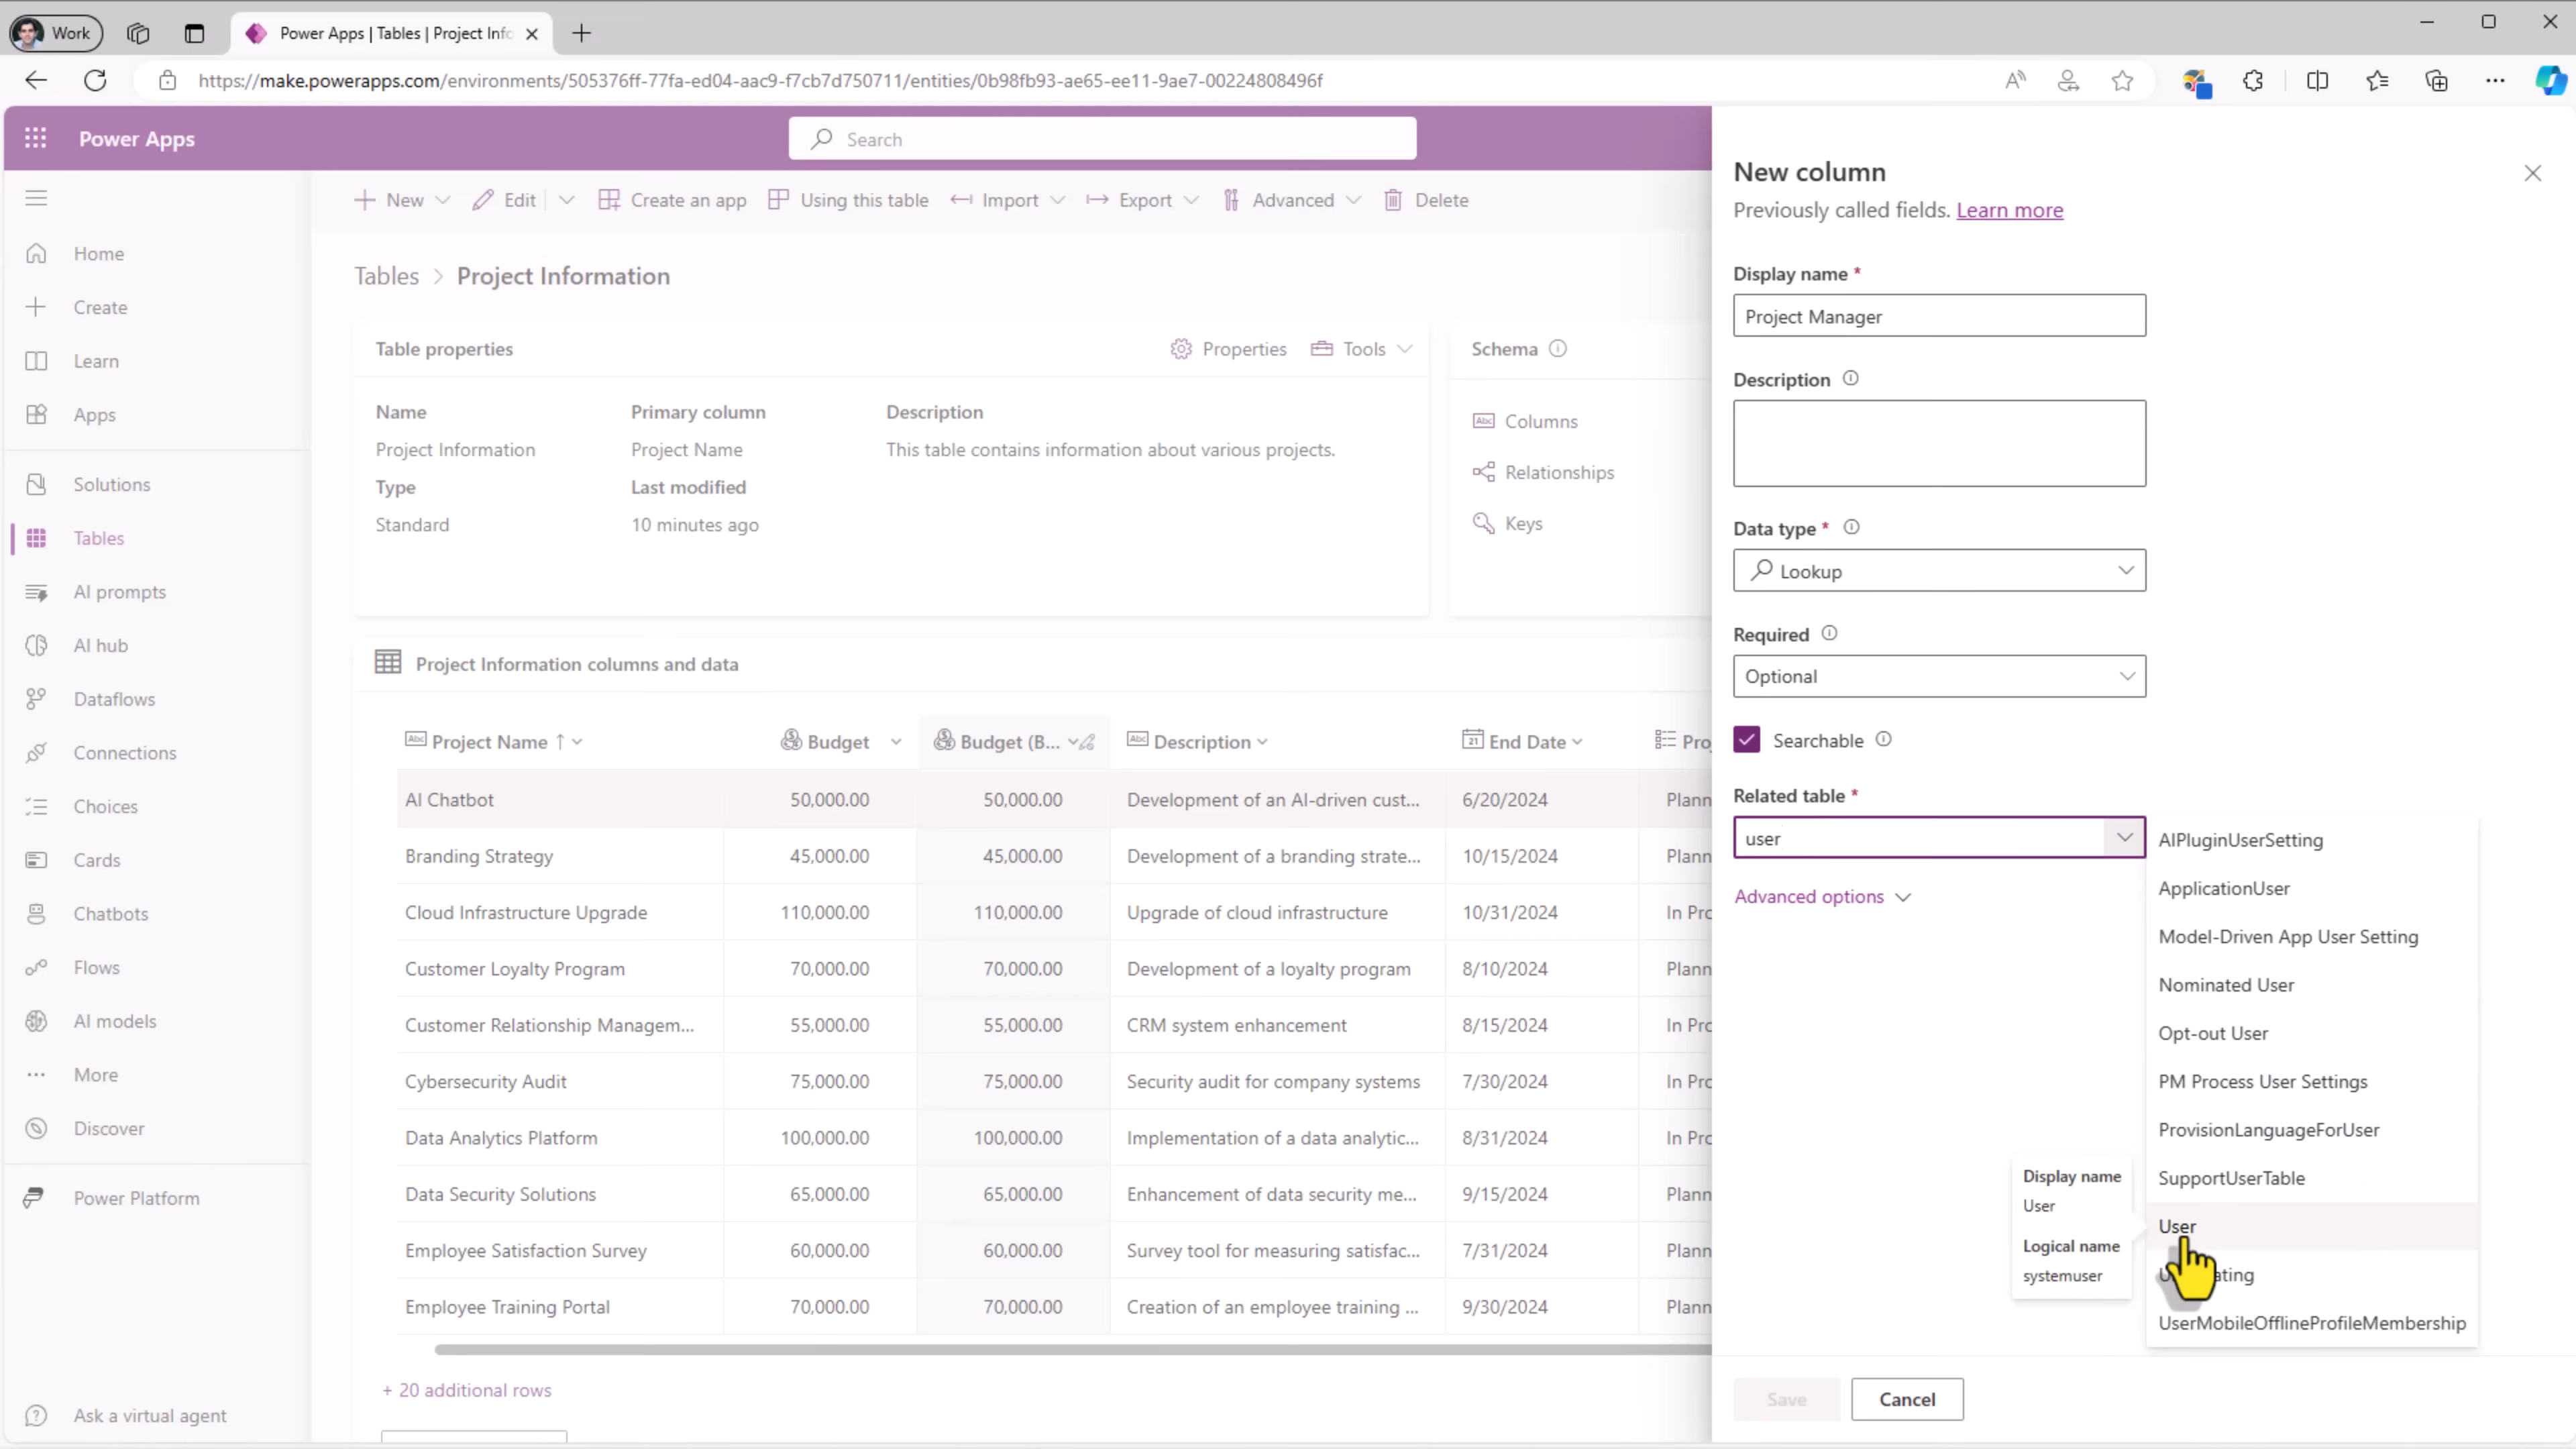 Work
Power Apps | Tables | Project Info
https://make.powerapps.com/environments/505376ff-77fa-ed04-aac9-f7cb7d750711/entities/0b98fb93-ae65-ee11-9ae7-00224808496f
Power Apps
Search
New Edit Create an app Using this table Import Export Advanced Delete
Home
Create
Learn
Apps
Solutions
Tables
AI prompts
AI hub
Dataflows
Connections
Choices
Cards
Chatbots
Flows
AI models
More
Discover
Power Platform
Ask a virtual agent
Tables > Project Information
Table properties Properties Tools
Name Primary column Description
Project Information Project Name This table contains information about various projects.
Type Last modified
Standard 10 minutes ago
Schema
Columns
Relationships
Keys
Project Information columns and data
Project Name ↑ Budget Budget (B... Description End Date Pro
AI Chatbot 50,000.00 50,000.00 Development of an AI-driven cust... 6/20/2024 Plann
Branding Strategy 45,000.00 45,000.00 Development of a branding strate... 10/15/2024 Plann
Cloud Infrastructure Upgrade 110,000.00 110,000.00 Upgrade of cloud infrastructure 10/31/2024 In Pro
Customer Loyalty Program 70,000.00 70,000.00 Development of a loyalty program 8/10/2024 Plann
Customer Relationship Managem... 55,000.00 55,000.00 CRM system enhancement 8/15/2024 In Pro
Cybersecurity Audit 75,000.00 75,000.00 Security audit for company systems 7/30/2024 In Pro
Data Analytics Platform 100,000.00 100,000.00 Implementation of a data analytic... 8/31/2024 In Pro
Data Security Solutions 65,000.00 65,000.00 Enhancement of data security me... 9/15/2024 Plann
Employee Satisfaction Survey 60,000.00 60,000.00 Survey tool for measuring satisfac... 7/31/2024 Plann
Employee Training Portal 70,000.00 70,000.00 Creation of an employee training ... 9/30/2024 Plann
+ 20 additional rows
New column
Previously called fields. Learn more
Display name *
Project Manager
Description
Data type *
Lookup
Required
Optional
Searchable
Related table *
user
Advanced options
AIPluginUserSetting
ApplicationUser
Model-Driven App User Setting
Nominated User
Opt-out User
PM Process User Settings
ProvisionLanguageForUser
SupportUserTable
User
UserMobileOfflineProfileMembership
Display name
User
Logical name
systemuser
Save Cancel